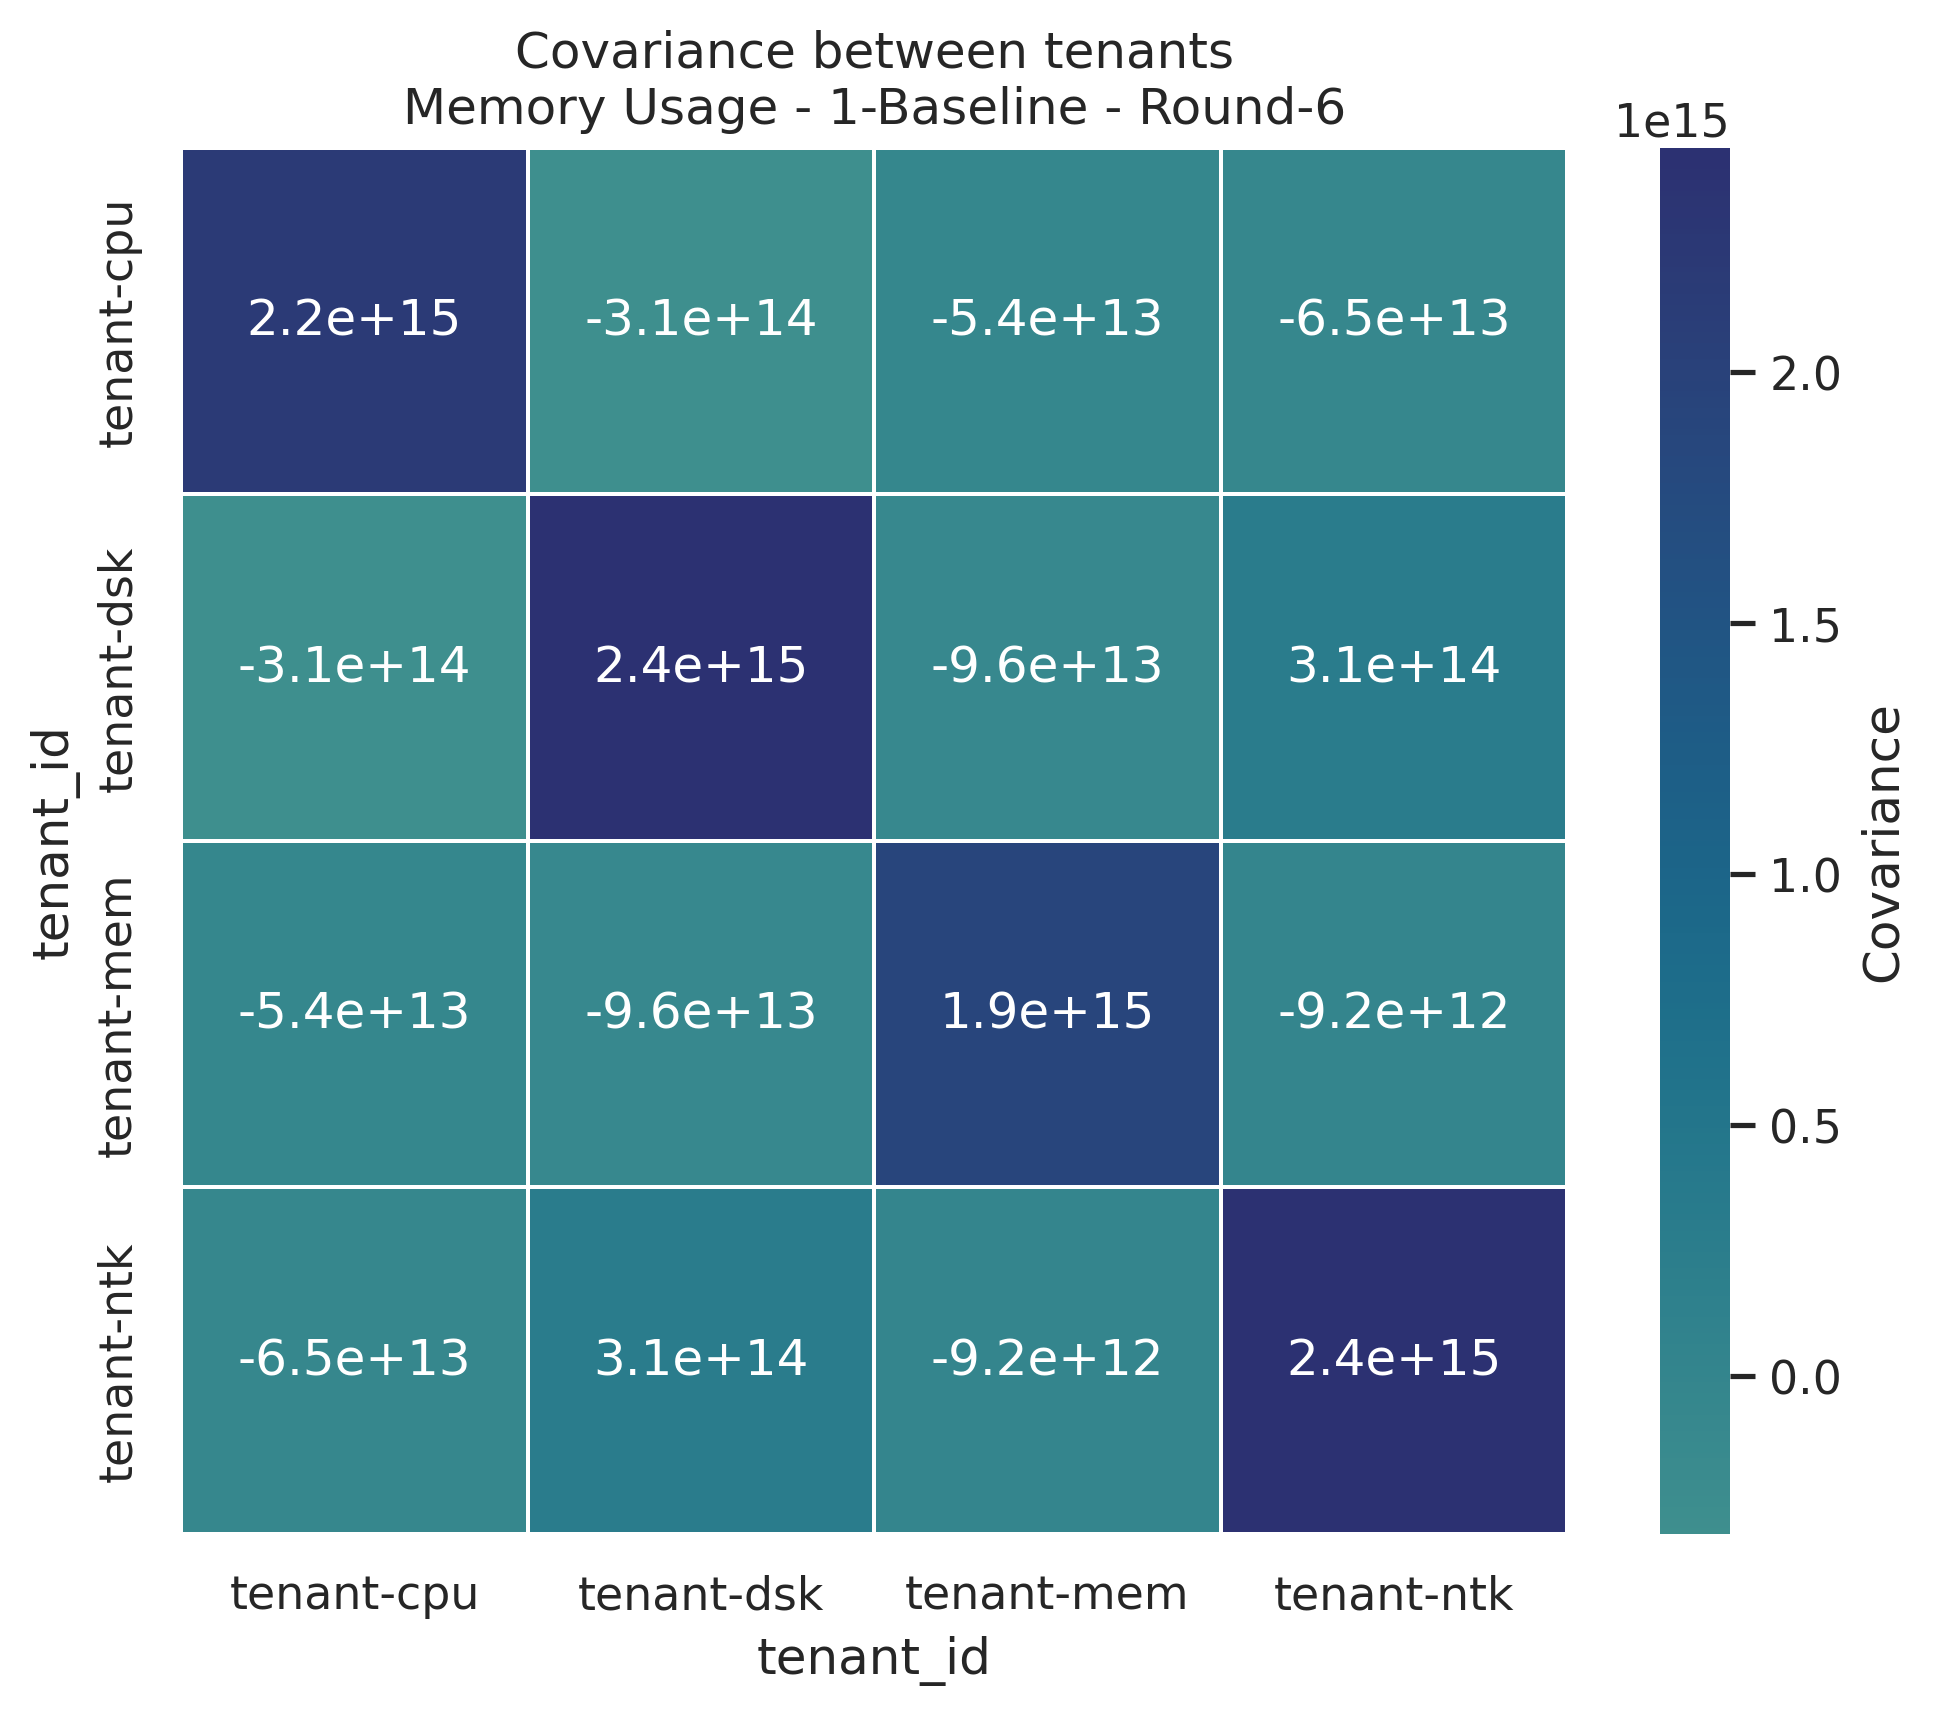 Covariance between tenants
Memory Usage - 1-Baseline - Round-6
1e15
tenant_id
tenant-cpu
2.2e+15 -3.1e+14 -5.4e+13 -6.5e+13
tenant-dsk
-3.1e+14 2.4e+15 -9.6e+13 3.1e+14
tenant-mem
-5.4e+13 -9.6e+13 1.9e+15 -9.2e+12
tenant-ntk
-6.5e+13 3.1e+14 -9.2e+12 2.4e+15
tenant-cpu tenant-dsk tenant-mem tenant-ntk
tenant_id
2.0
1.5
1.0
0.5
0.0
Covariance